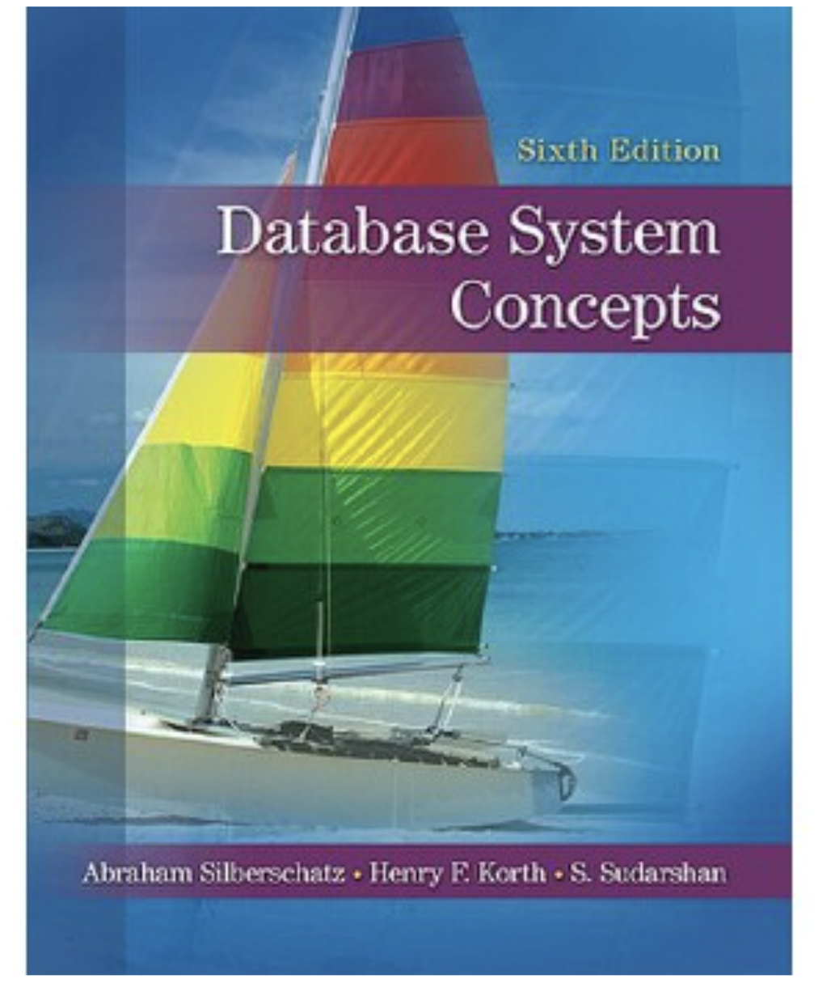 Sixth Edition
Database System
Concepts
Abraham Silberschatz • Henry F. Korth • S. Sudarshan